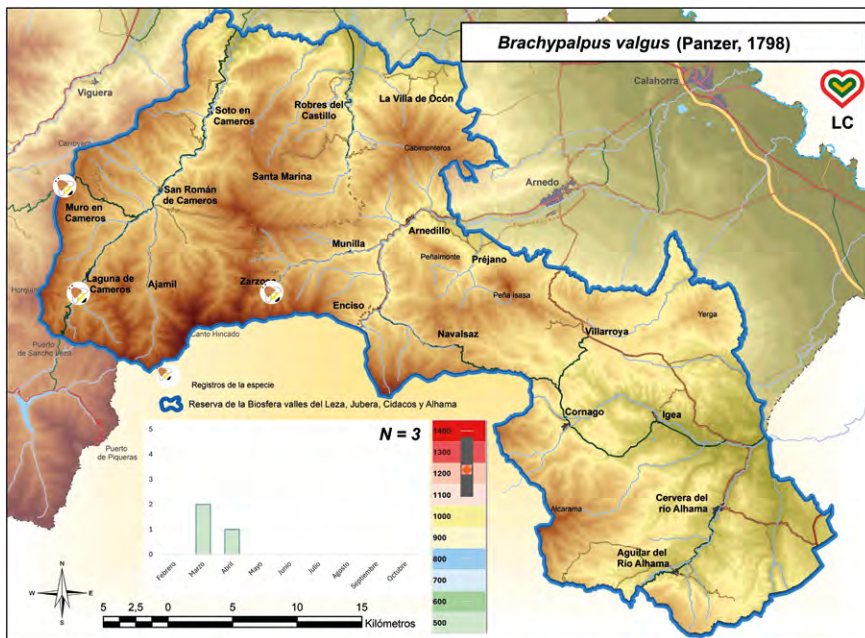 Brachypalpus valgus (Panzer, 1798)
LC
Viguera
Calahorra
Soto en
Cameros
Robres del
Castillo
La Villa de Ocón
Cabimonteros
Santa Marina
Arnedo
San Román
de Cameros
Muro en
Cameros
Arnedillo
Munilla
Peñalmonte
Préjano
Laguna de
Cameros
Ajamil
Enciso
Peña Isasa
Navalsaz
Villarroya
Yerga
Puerto
de Sancho Leza
Canto Hincado
Registros de la especie
Reserva de la Biosfera valles del Leza, Jubera, Cidacos y Alhama
Cornago
Igea
Puerto de
Piqueras
N = 3
5
4
3
2
1
0
Febrero
Marzo
Abril
Mayo
Junio
Julio
Agosto
Septiembre
Octubre
1400
1300
1200
1100
1000
900
800
700
600
500
Alcarama
Cervera del
río Alhama
Aguilar del
Río Alhama
N
W
E
S
5 2,5 0 5 10 15
Kilómetros